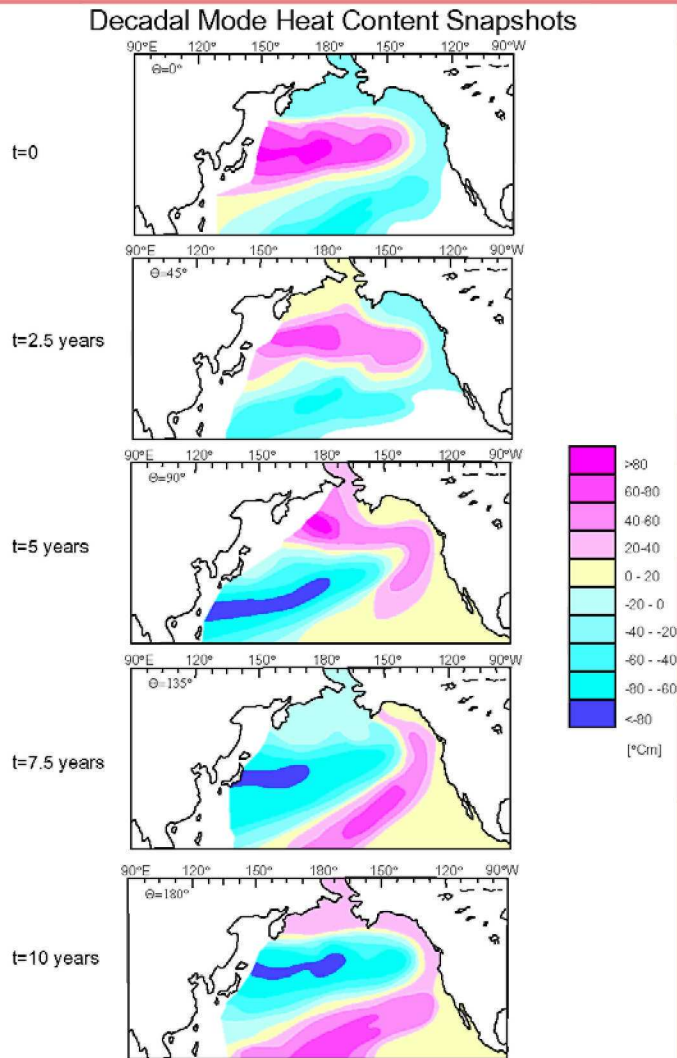 Decadal Mode Heat Content Snapshots
90°E 120° 150° 180° 150° 120° 90°W
Θ=0°
t=0
90°E 120° 150° 180° 150° 120° 90°W
Θ=45°
t=2.5 years
90°E 120° 150° 180° 150° 120° 90°W
Θ=90°
t=5 years
90°E 120° 150° 180° 150° 120° 90°W
Θ=135°
t=7.5 years
90°E 120° 150° 180° 150° 120° 90°W
Θ=180°
t=10 years
>80
60-80
40-60
20-40
0 - 20
-20 - 0
-40 - -20
-60 - -40
-80 - -60
<-80
[°Cm]